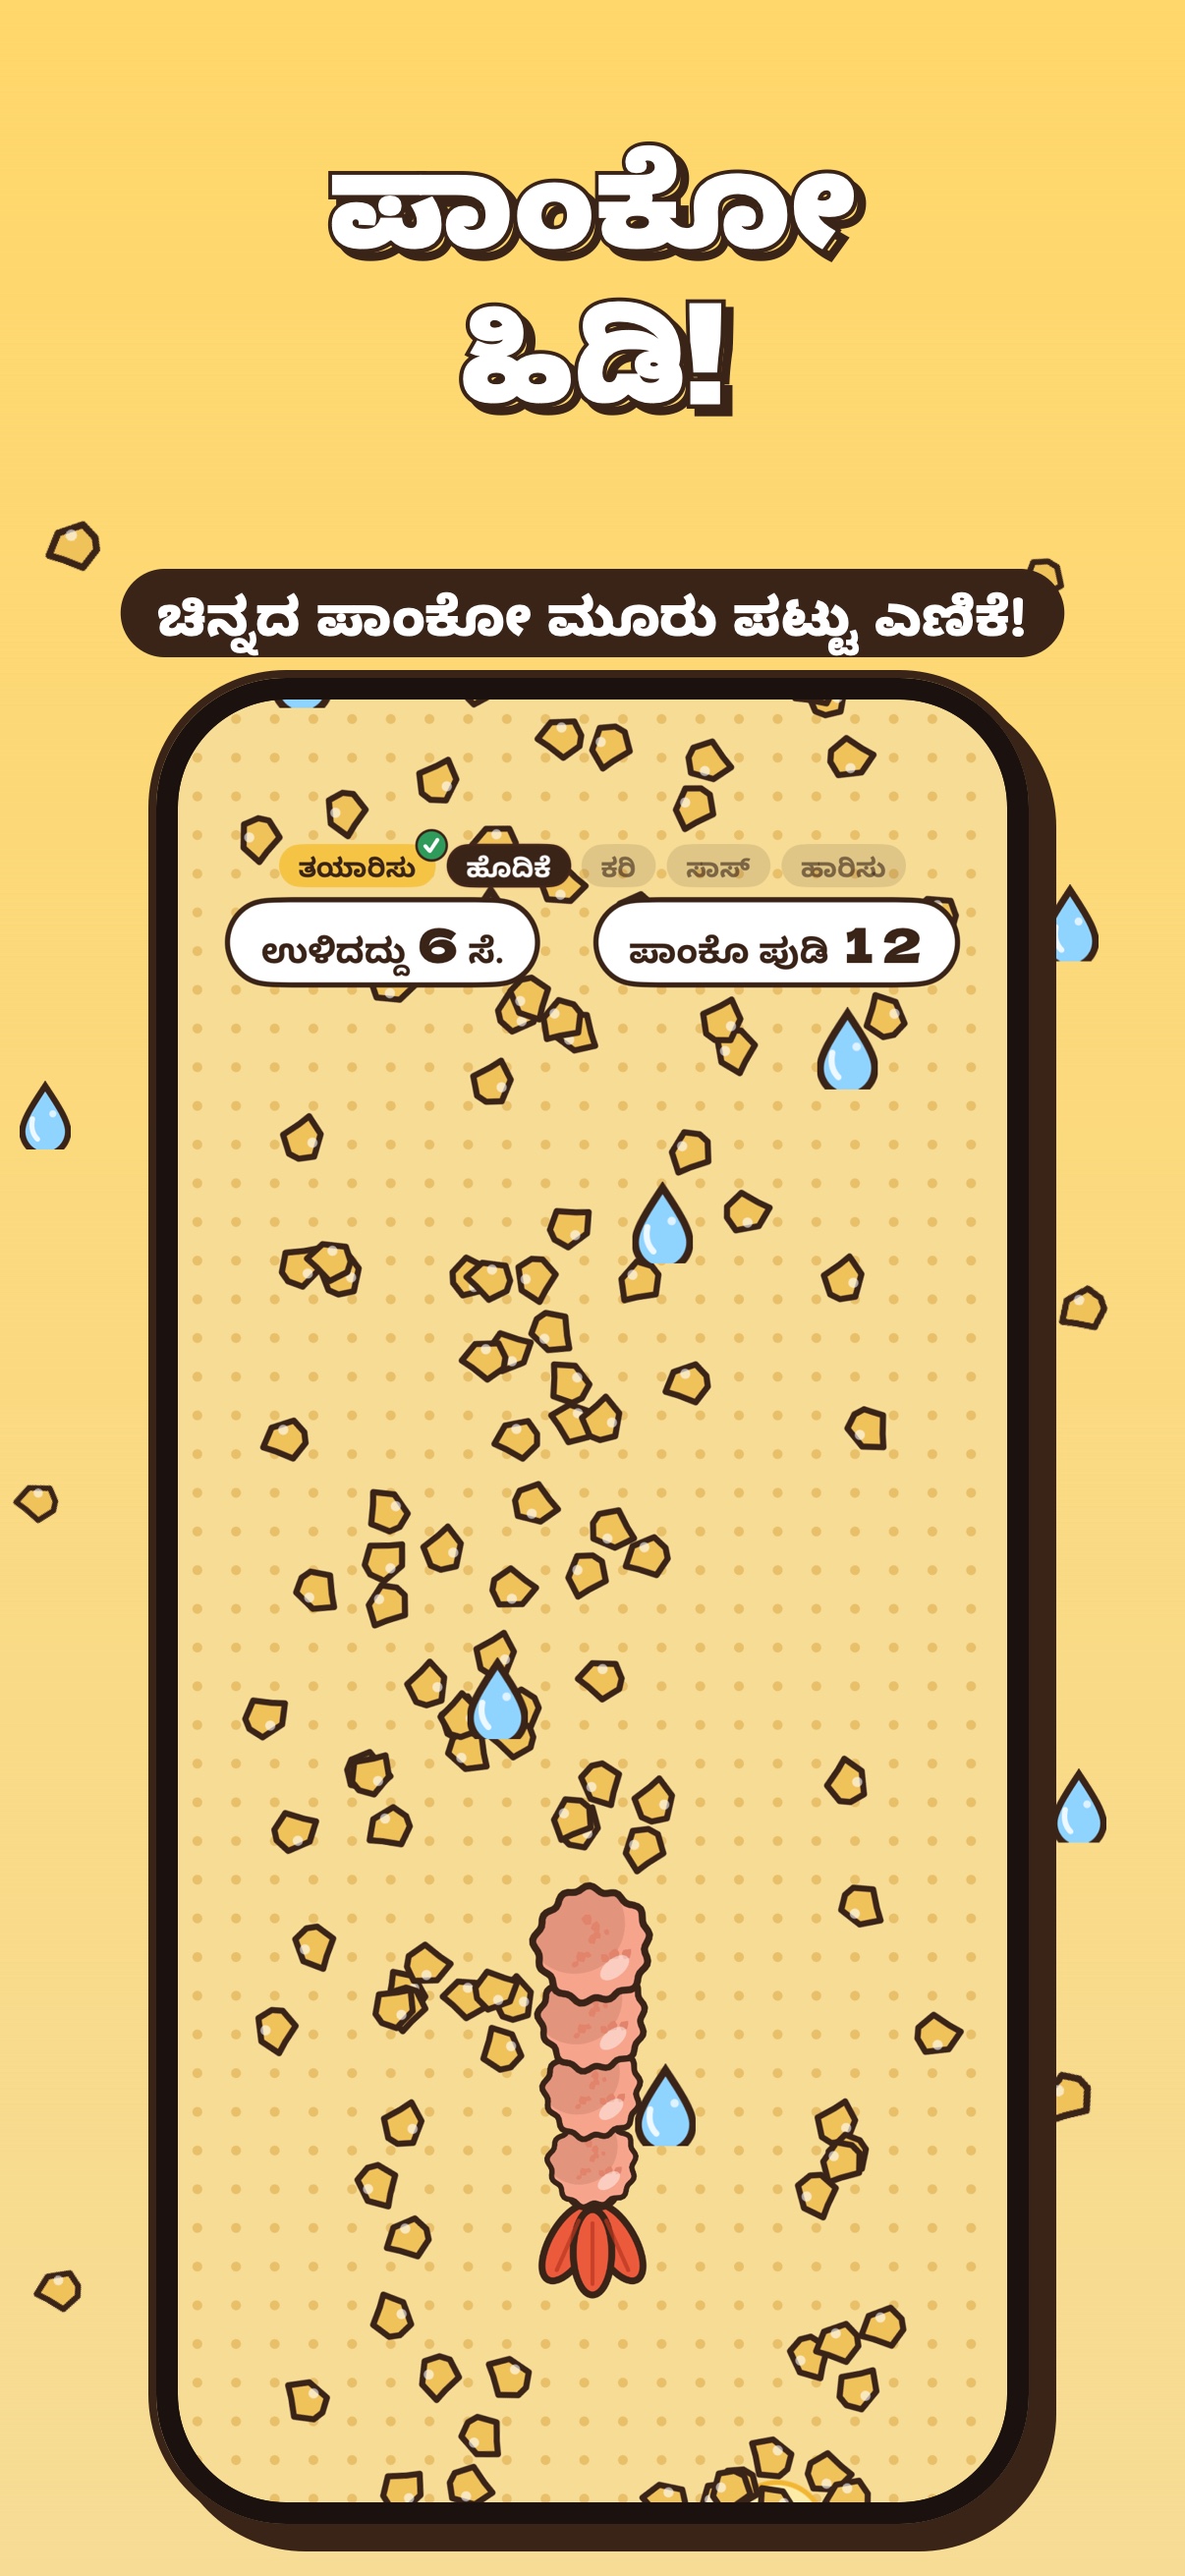 ಪಾಂಕೋ
ಹಿಡಿ!
ಚಿನ್ನದ ಪಾಂಕೋ ಮೂರು ಪಟ್ಟು ಎಣಿಕೆ!
ತಯಾರಿಸು ಹೊದಿಕೆ ಕರಿ ಸಾಸ್ ಹಾರಿಸು
ಉಳಿದದ್ದು 6 ಸೆ. ಪಾಂಕೊ ಪುಡಿ 12